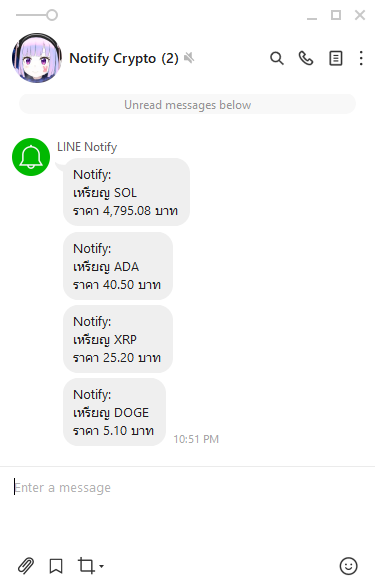 Notify Crypto (2)
Unread messages below
LINE Notify
Notify:
เหรียญ SOL
ราคา 4,795.08 บาท
Notify:
เหรียญ ADA
ราคา 40.50 บาท
Notify:
เหรียญ XRP
ราคา 25.20 บาท
Notify:
เหรียญ DOGE
ราคา 5.10 บาท
10:51 PM
Enter a message